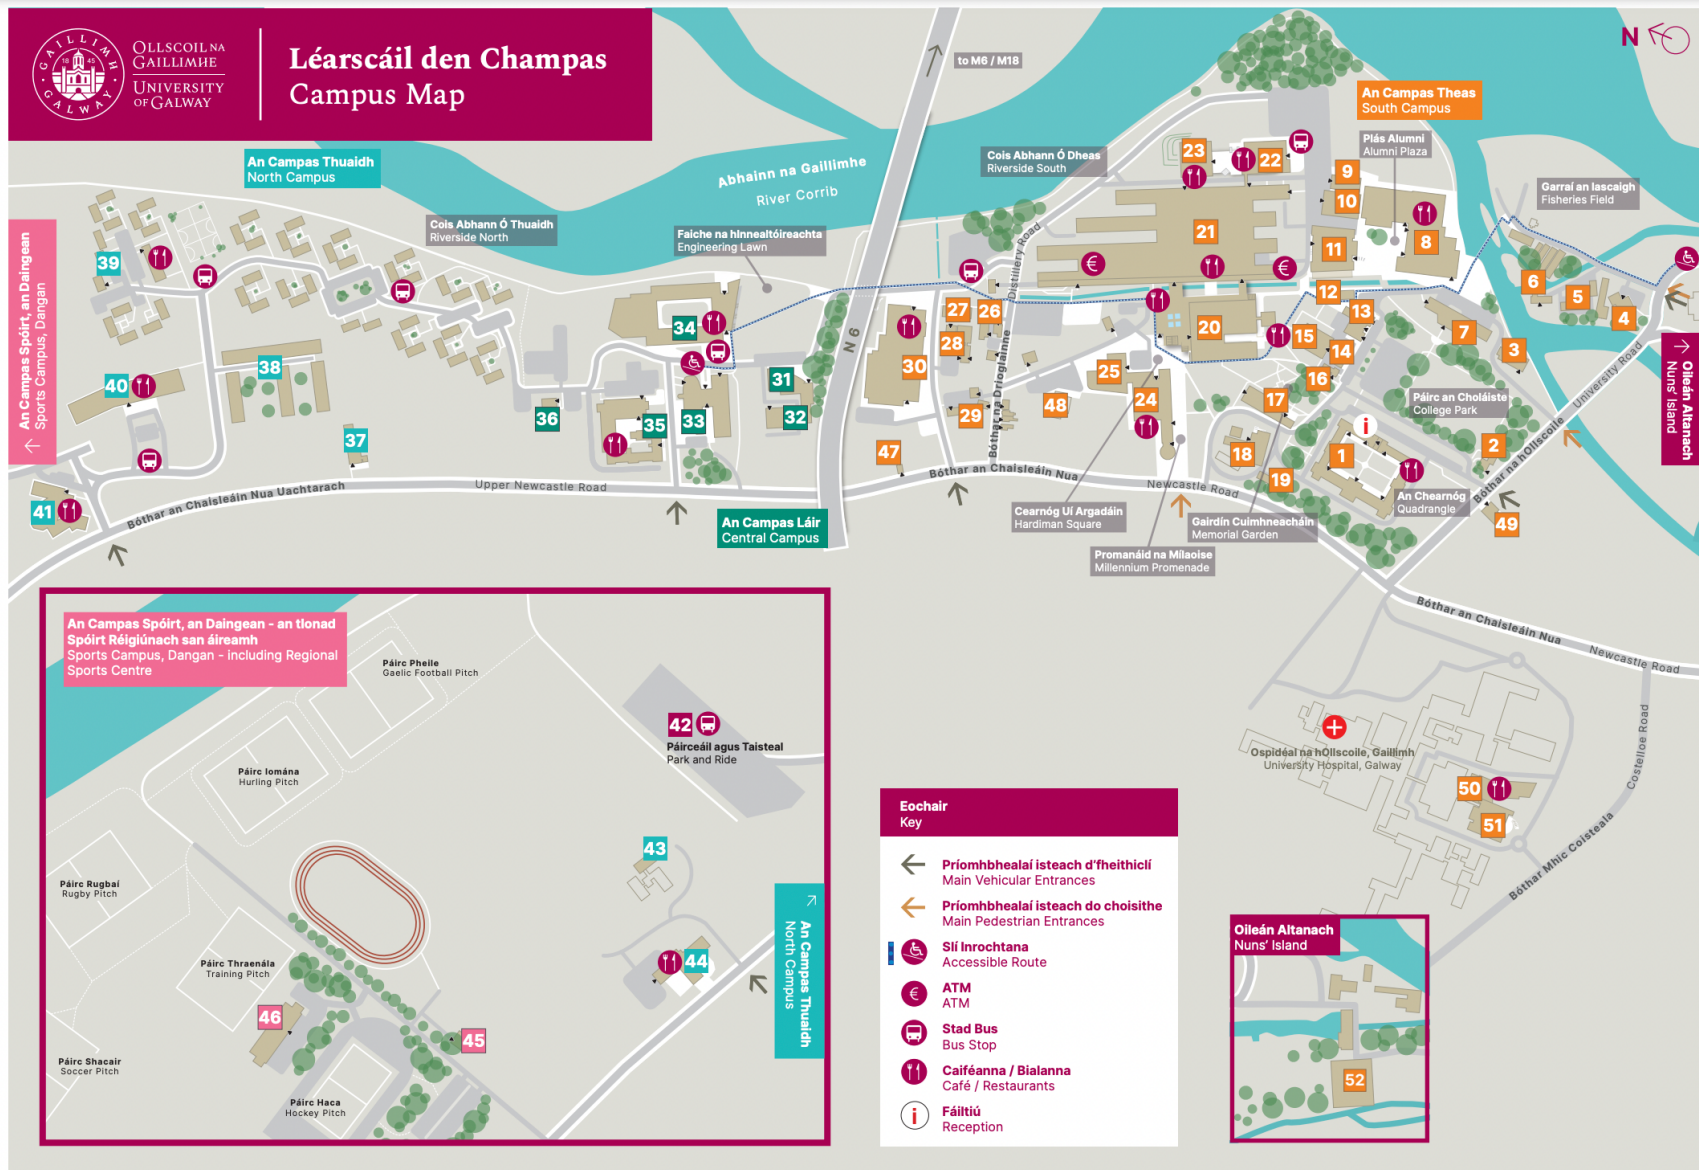 GAILLIMH
1845
GALWAY
OLLSCOIL NA
GAILLIMHE
UNIVERSITY
OF GALWAY
Léarscáil den Champas
Campus Map
to M6 / M18
N
An Campas Theas
South Campus
An Campas Thuaidh
North Campus
Abhainn na Gaillimhe
River Corrib
Cois Abhann Ó Dheas
Riverside South
Plás Alumni
Alumni Plaza
Garraí an Iascaigh
Fisheries Field
Cois Abhann Ó Thuaidh
Riverside North
Faiche na hInnealtóireachta
Engineering Lawn
An Campas Spóirt, an Daingean
Sports Campus, Dangan
Distillery Road
Bóthar na Drioglainne
N6
23
22
9
10
21
11
8
39
6
5
4
12
13
7
3
27
26
28
20
15
14
34
30
25
16
40
38
31
32
36
35
33
37
29
48
24
17
47
18
1
19
2
41
49
Oileán Altanach
Nuns' Island
University Road
Bóthar na hOllscoile
Páirc an Choláiste
College Park
An Chearnóg
Quadrangle
Bóthar an Chaisleáin Nua Uachtarach
Upper Newcastle Road
Bóthar an Chaisleáin Nua
Newcastle Road
An Campas Láir
Central Campus
Cearnóg Uí Argadáin
Hardiman Square
Gairdín Cuimhneacháin
Memorial Garden
Promanáid na Mílaoise
Millennium Promenade
Bóthar an Chaisleáin Nua
Newcastle Road
Costelloe Road
Bóthar Mhic Coisteala
Ospidéal na hOllscoile, Gaillimh
University Hospital, Galway
50
51
An Campas Spóirt, an Daingean - an tIonad
Spóirt Réigiúnach san áireamh
Sports Campus, Dangan - including Regional
Sports Centre
Páirc Pheile
Gaelic Football Pitch
42
Páirceáil agus Taisteal
Park and Ride
Páirc Iomána
Hurling Pitch
43
Páirc Rugbaí
Rugby Pitch
Páirc Thraenála
Training Pitch
44
An Campas Thuaidh
North Campus
46
45
Páirc Shacair
Soccer Pitch
Páirc Haca
Hockey Pitch
Eochair
Key
Príomhbhealaí isteach d'fheithiclí
Main Vehicular Entrances
Príomhbhealaí isteach do choisithe
Main Pedestrian Entrances
Slí Inrochtana
Accessible Route
€
ATM
ATM
Stad Bus
Bus Stop
Caiféanna / Bialanna
Café / Restaurants
i
Fáiltiú
Reception
Oileán Altanach
Nuns' Island
52